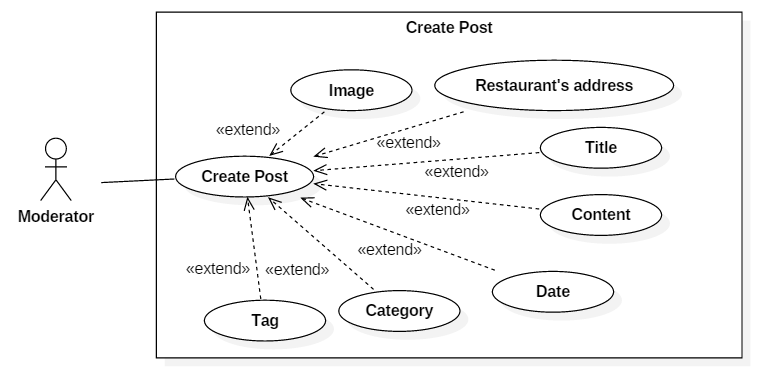 Create Post
Image
Restaurant's address
«extend»
«extend»
Title
Create Post
«extend»
Moderator
«extend»
Content
«extend»
«extend»
«extend»
Date
Tag
Category